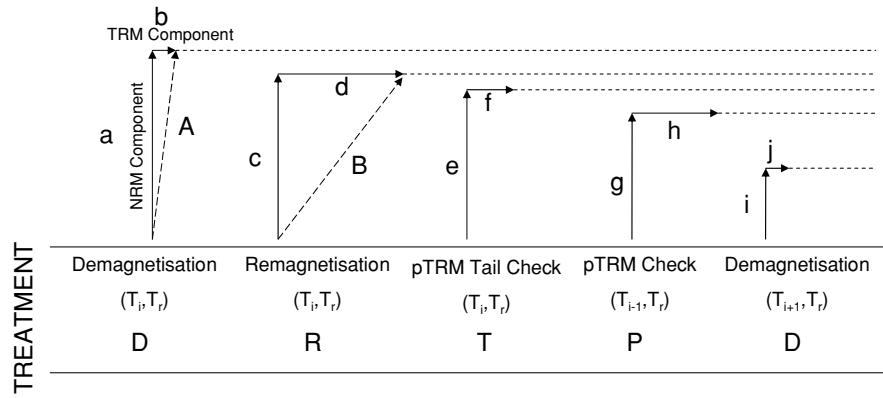 b
TRM Component
a
NRM Component
A
c
d
B
e
f
g
h
i
j
TREATMENT
Demagnetisation Remagnetisation pTRM Tail Check pTRM Check Demagnetisation
(Ti,Tr) (Ti,Tr) (Ti,Tr) (Ti-1,Tr) (Ti+1,Tr)
D R T P D